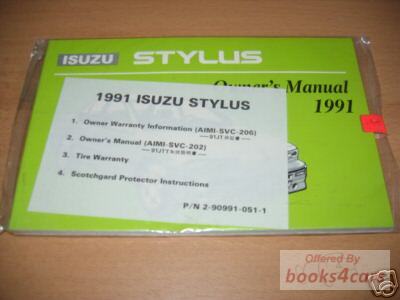 ISUZU STYLUS
Owner's Manual
1991
1991 ISUZU STYLUS
1. Owner Warranty Information (AIMI-SVC-206)
2. Owner's Manual (AIMI-SVC-202)
3. Tire Warranty
4. Scotchgard Protector Instructions
P/N 2-90991-051-1
Offered By
books4cars